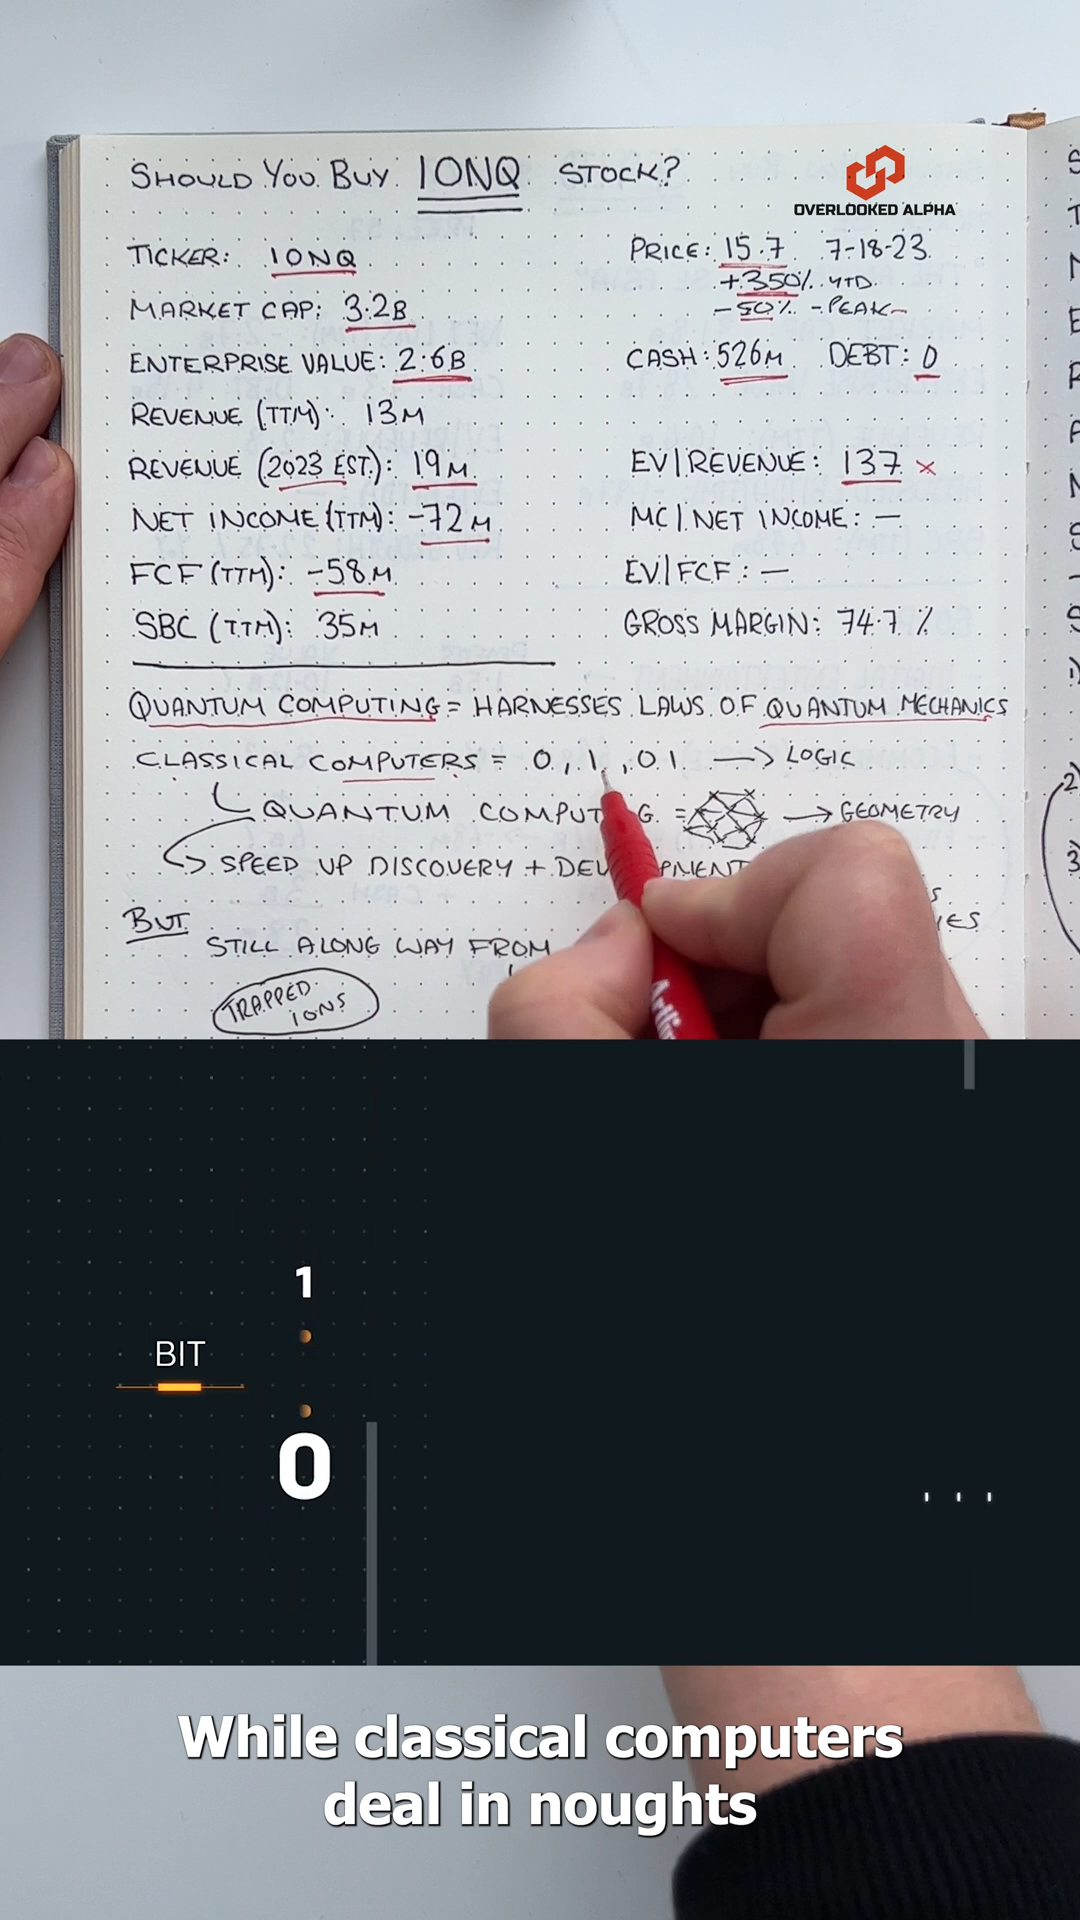 SHOULD YOU BUY IONQ STOCK?
OVERLOOKED ALPHA
TICKER: IONQ
PRICE: 15.7 7-18-23
+350% YTD
-50% - PEAK
MARKET CAP: 3.2B
ENTERPRISE VALUE: 2.6B
CASH: 526M DEBT: 0
REVENUE (TTM): 13M
REVENUE (2023 EST.): 19M
EV|REVENUE: 137 x
NET INCOME (TTM): -72M
MC|NET INCOME: —
FCF (TTM): -58M
EV|FCF: —
SBC (TTM): 35M
GROSS MARGIN: 74.7%
QUANTUM COMPUTING = HARNESSES LAWS OF QUANTUM MECHANICS
CLASSICAL COMPUTERS = 0, 1, 01 → LOGIC
QUANTUM COMPUT G = → GEOMETRY
SPEED UP DISCOVERY + DEV PMENT
BUT
STILL A LONG WAY FROM
TRAPPED
IONS
1
BIT
0
While classical computers
deal in noughts